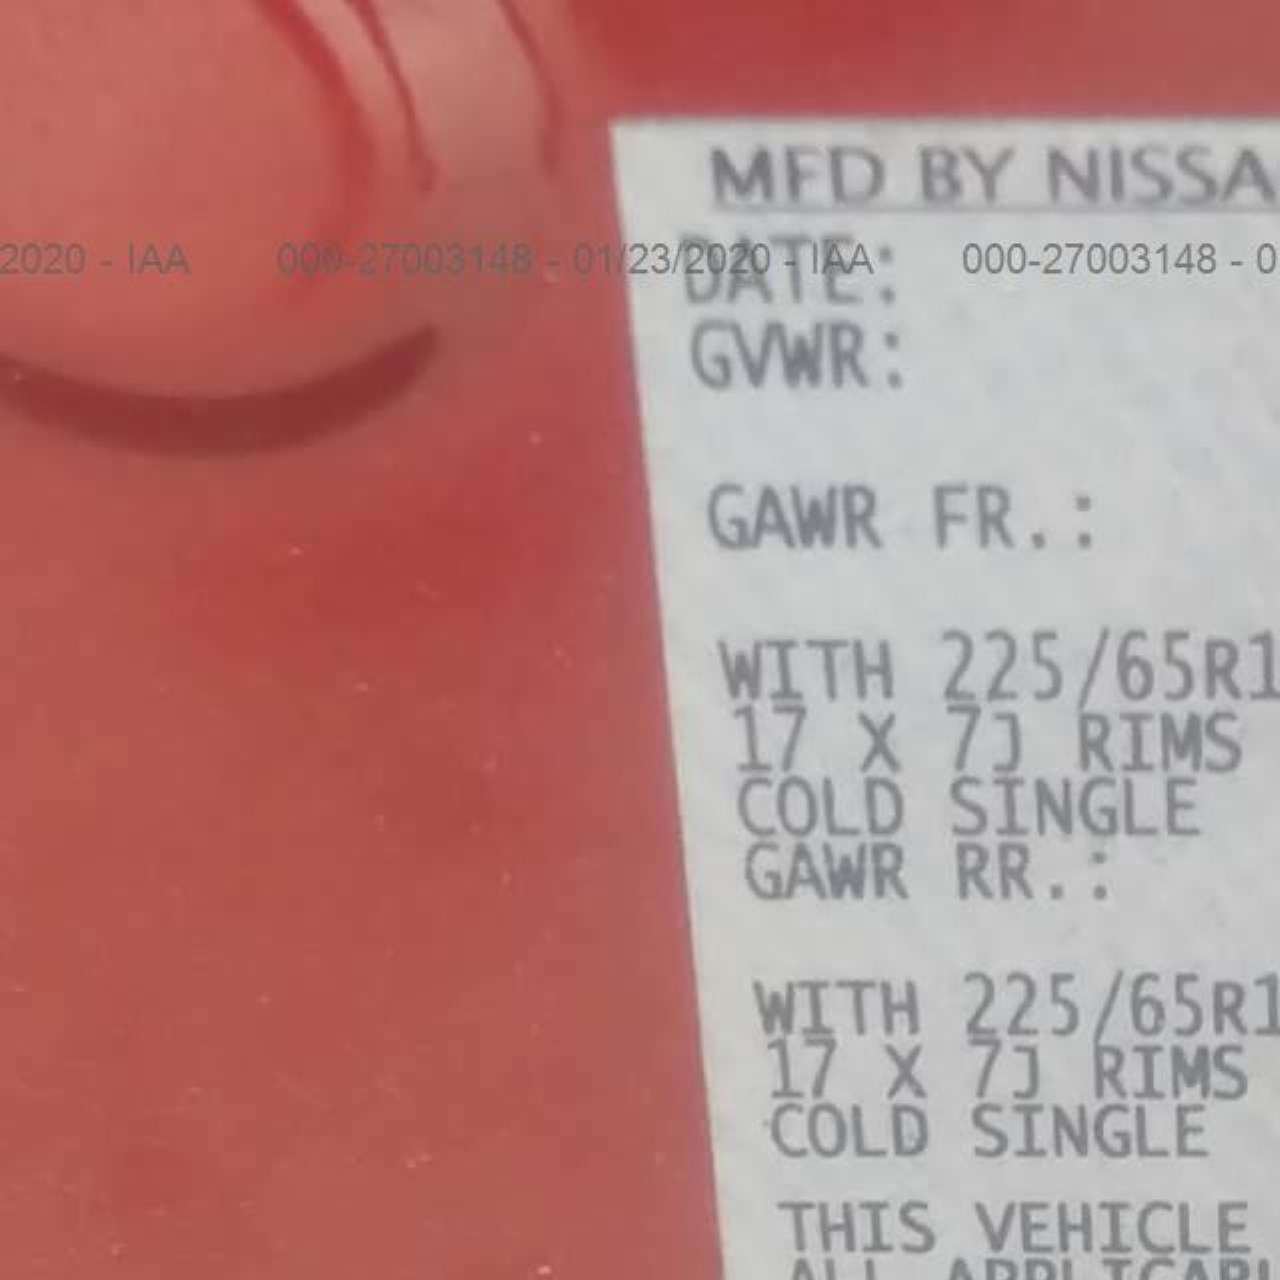 MFD BY NISSA
2020 - IAA 000-27003148 - 01/23/2020 - IAA 000-27003148 - 0
DATE:
GVWR:
GAWR FR.:
WITH 225/65R1
17 X 7J RIMS
COLD SINGLE
GAWR RR.:
WITH 225/65R1
17 X 7J RIMS
COLD SINGLE
THIS VEHICLE
ALL APPLICABL